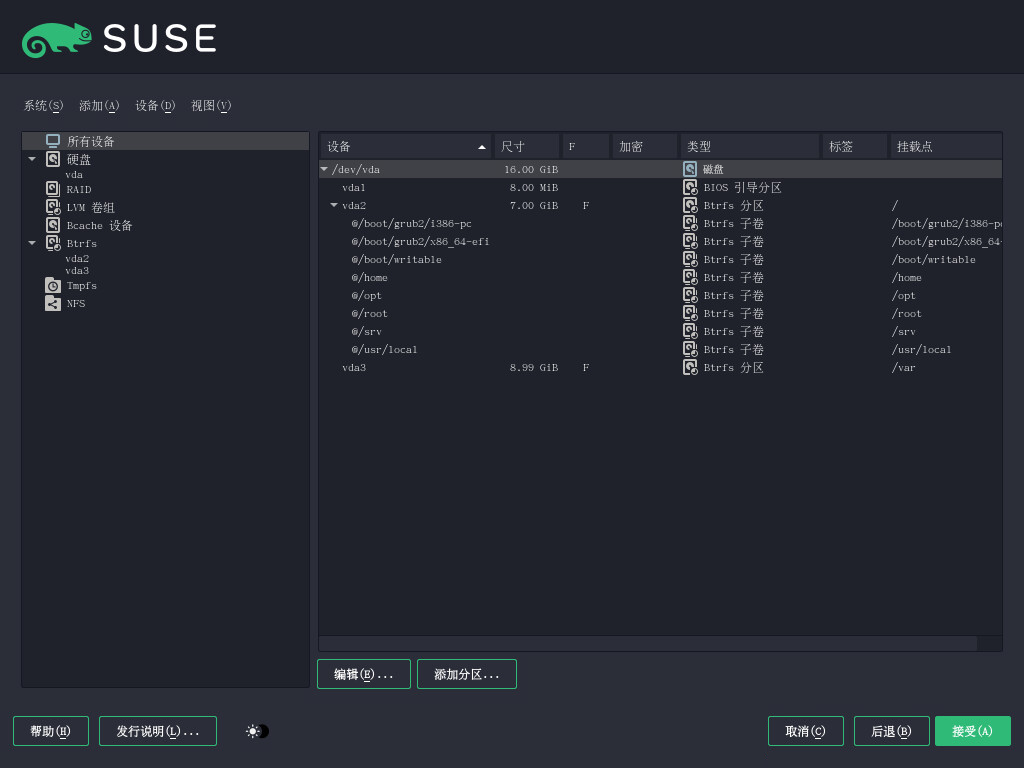 SUSE
系统(S) 添加(A) 设备(D) 视图(V)
所有设备
硬盘
vda
RAID
LVM 卷组
Bcache 设备
Btrfs
vda2
vda3
Tmpfs
NFS
设备 尺寸 F 加密 类型 标签 挂载点
/dev/vda 16.00 GiB 磁盘
vda1 8.00 MiB BIOS 引导分区
vda2 7.00 GiB F Btrfs 分区 /
@/boot/grub2/i386-pc Btrfs 子卷 /boot/grub2/i386-pc
@/boot/grub2/x86_64-efi Btrfs 子卷 /boot/grub2/x86_64-
@/boot/writable Btrfs 子卷 /boot/writable
@/home Btrfs 子卷 /home
@/opt Btrfs 子卷 /opt
@/root Btrfs 子卷 /root
@/srv Btrfs 子卷 /srv
@/usr/local Btrfs 子卷 /usr/local
vda3 8.99 GiB F Btrfs 分区 /var
编辑(E)... 添加分区...
帮助(H) 发行说明(L)... 取消(C) 后退(B) 接受(A)